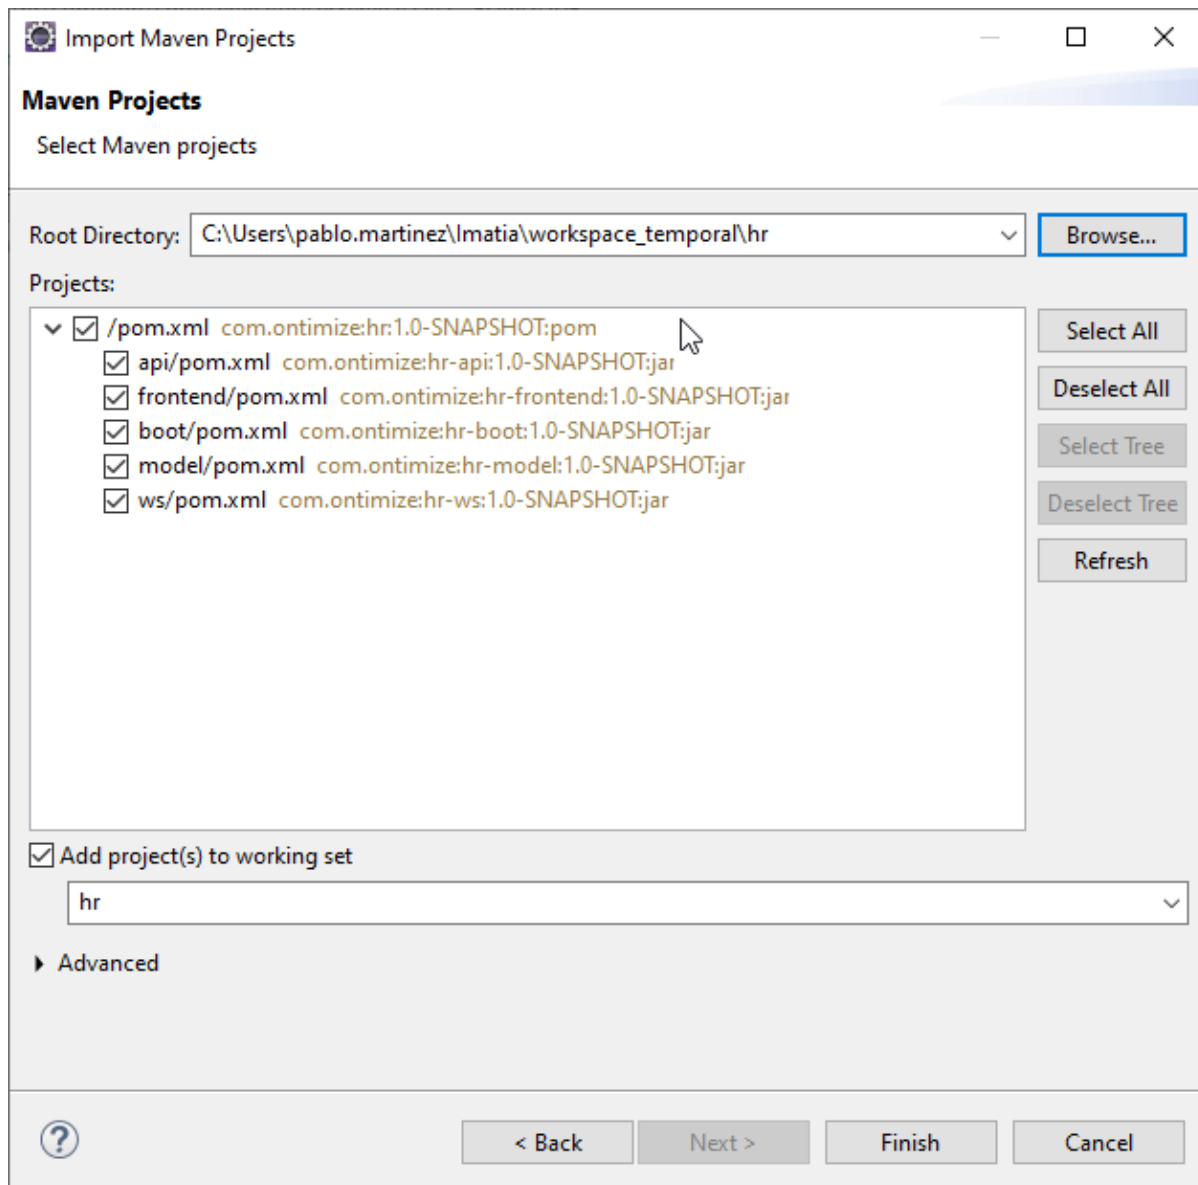 Import Maven Projects
Maven Projects
Select Maven projects
Root Directory: C:\Users\pablo.martinez\Imatia\workspace_temporal\hr Browse...
Projects:
/pom.xml com.ontimize:hr:1.0-SNAPSHOT:pom
api/pom.xml com.ontimize:hr-api:1.0-SNAPSHOT:jar
frontend/pom.xml com.ontimize:hr-frontend:1.0-SNAPSHOT:jar
boot/pom.xml com.ontimize:hr-boot:1.0-SNAPSHOT:jar
model/pom.xml com.ontimize:hr-model:1.0-SNAPSHOT:jar
ws/pom.xml com.ontimize:hr-ws:1.0-SNAPSHOT:jar
Select All
Deselect All
Select Tree
Deselect Tree
Refresh
Add project(s) to working set
hr
Advanced
? < Back Next > Finish Cancel